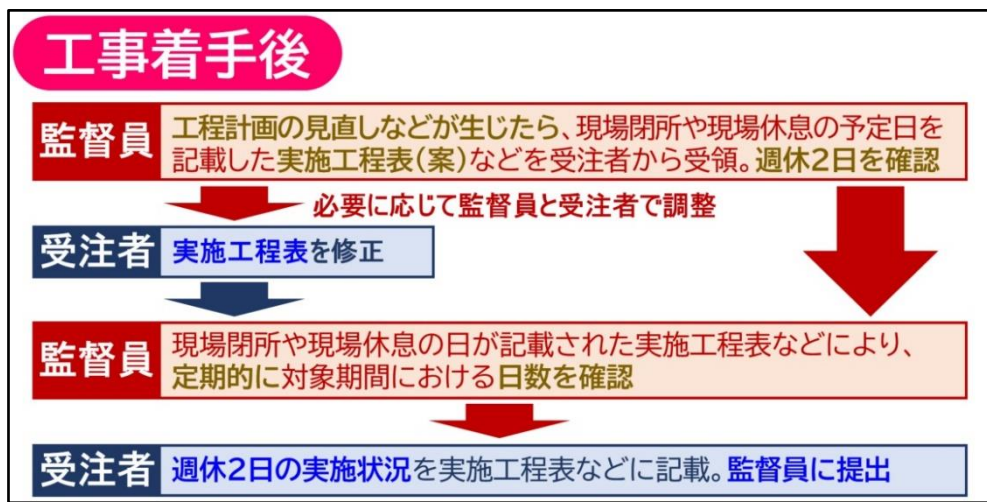 工事着手後
監督員
工程計画の見直しなどが生じたら、現場閉所や現場休息の予定日を
記載した実施工程表(案)などを受注者から受領。週休2日を確認
必要に応じて監督員と受注者で調整
受注者
実施工程表を修正
監督員
現場閉所や現場休息の日が記載された実施工程表などにより、
定期的に対象期間における日数を確認
受注者
週休2日の実施状況を実施工程表などに記載。監督員に提出